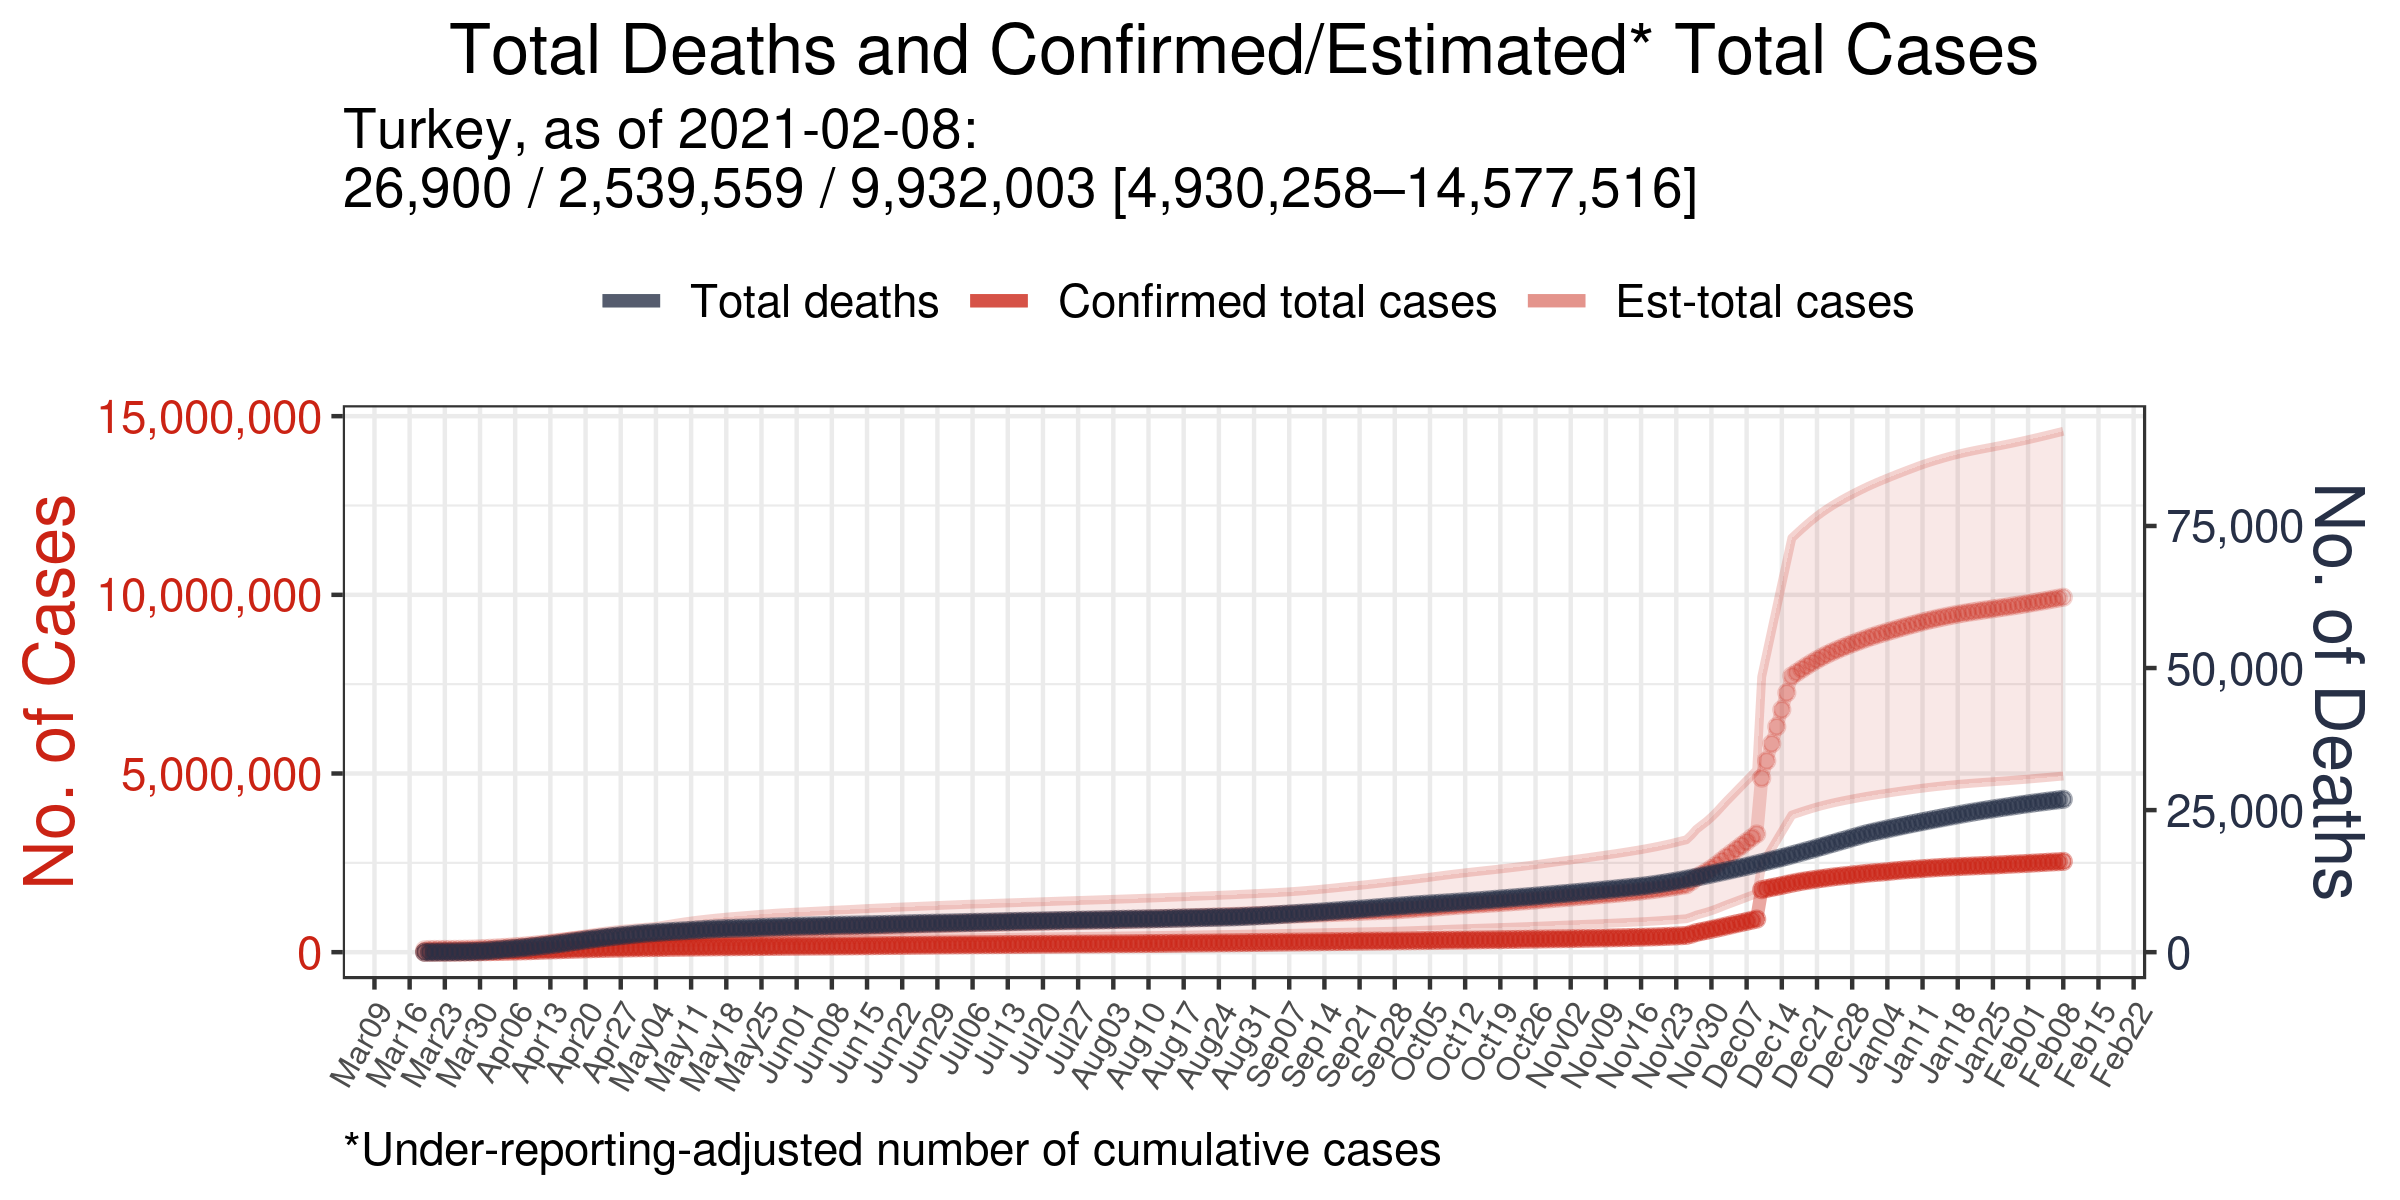 Total Deaths and Confirmed/Estimated* Total Cases
Turkey, as of 2021-02-08:
26,900 / 2,539,559 / 9,932,003 [4,930,258–14,577,516]
Total deaths
Confirmed total cases
Est-total cases
No. of Cases
15,000,000
10,000,000
5,000,000
0
No. of Deaths
75,000
50,000
25,000
0
Mar09
Mar16
Mar23
Mar30
Apr06
Apr13
Apr20
Apr27
May04
May11
May18
May25
Jun01
Jun08
Jun15
Jun22
Jun29
Jul06
Jul13
Jul20
Jul27
Aug03
Aug10
Aug17
Aug24
Aug31
Sep07
Sep14
Sep21
Sep28
Oct05
Oct12
Oct19
Oct26
Nov02
Nov09
Nov16
Nov23
Nov30
Dec07
Dec14
Dec21
Dec28
Jan04
Jan11
Jan18
Jan25
Feb01
Feb08
Feb15
Feb22
*Under-reporting-adjusted number of cumulative cases